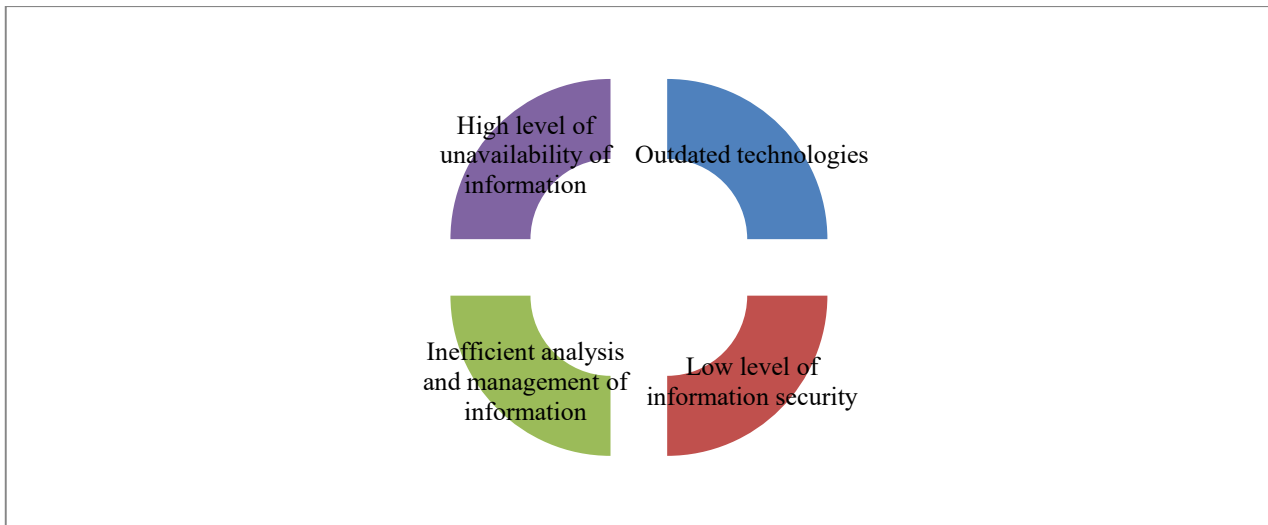 High level of
unavailability of
information
Outdated technologies
Inefficient analysis
and management of
information
Low level of
information security